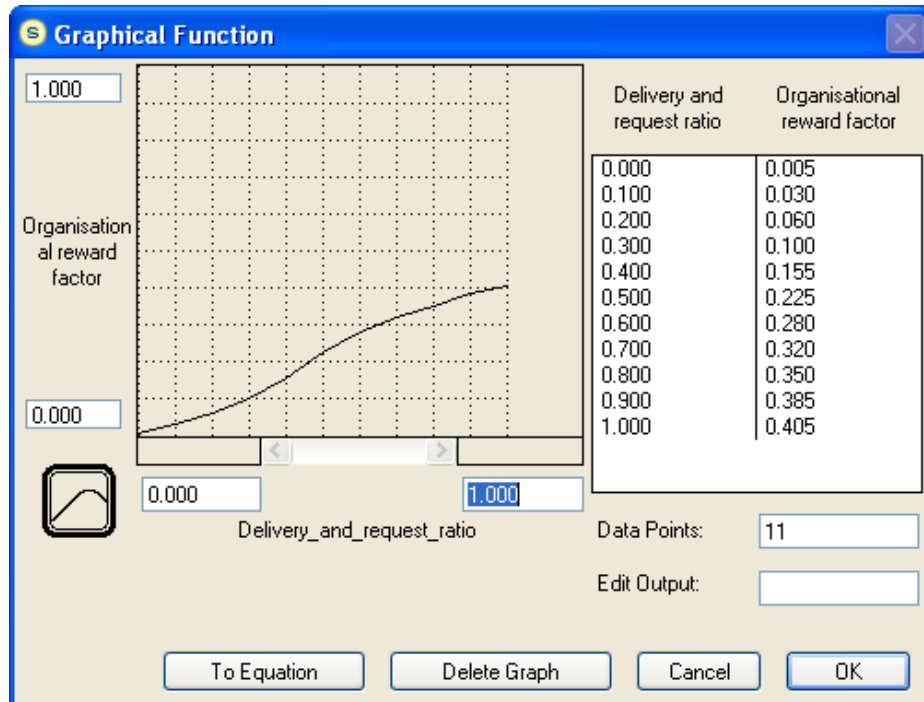 S Graphical Function
1.000
Organisation
al reward
factor
0.000
0.000
1.000
Delivery_and_request_ratio
Delivery and
request ratio
Organisational
reward factor
0.000 0.005
0.100 0.030
0.200 0.060
0.300 0.100
0.400 0.155
0.500 0.225
0.600 0.280
0.700 0.320
0.800 0.350
0.900 0.385
1.000 0.405
Data Points: 11
Edit Output:
To Equation Delete Graph Cancel OK